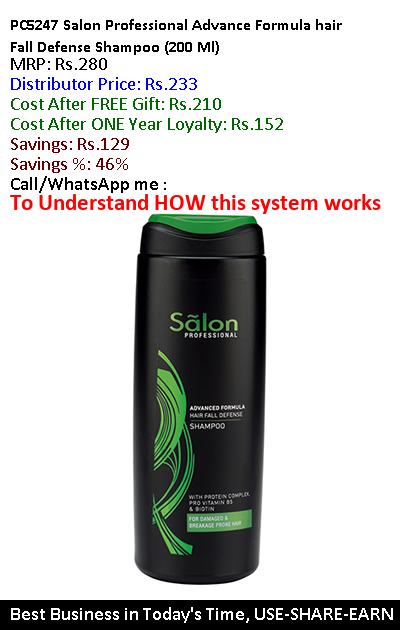 PC5247 Salon Professional Advance Formula hair
Fall Defense Shampoo (200 Ml)
MRP: Rs.280
Distributor Price: Rs.233
Cost After FREE Gift: Rs.210
Cost After ONE Year Loyalty: Rs.152
Savings: Rs.129
Savings %: 46%
Call/WhatsApp me :
To Understand HOW this system works
Sãlon
PROFESSIONAL
ADVANCED FORMULA
HAIR FALL DEFENSE
SHAMPOO
WITH PROTEIN COMPLEX,
PRO VITAMIN B5
& BIOTIN
FOR DAMAGED &
BREAKAGE PRONE HAIR
Best Business in Today's Time, USE-SHARE-EARN